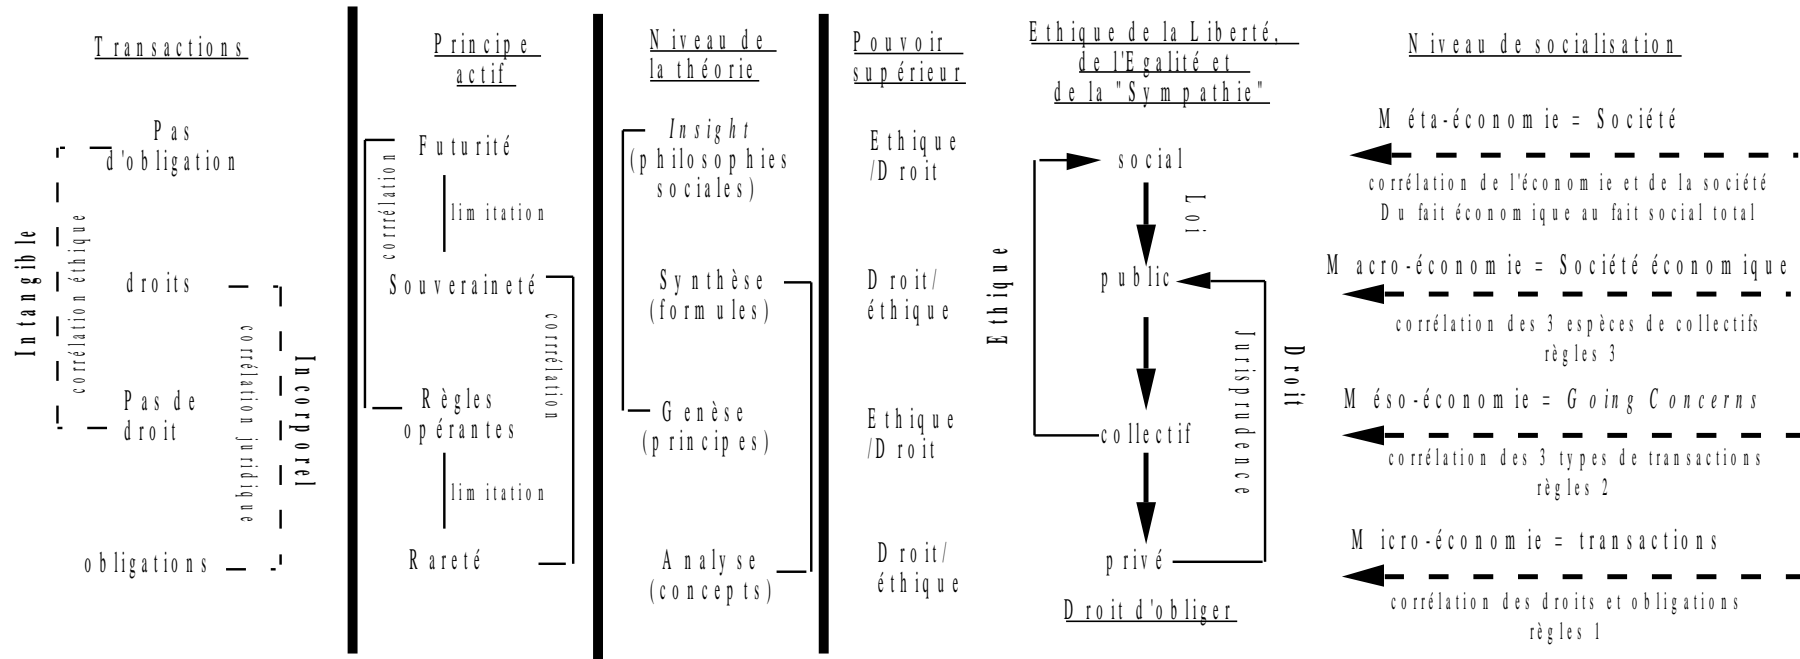 Transactions
Pas
d'obligation
droits
Pas de
droit
obligations
Intangible
corrélation éthique
corrélation juridique
Incorporel
Principe
actif
Futurité
limitation
Souveraineté
Règles
opérantes
limitation
Rareté
corrrélation
corrrélation
Niveau de
la théorie
Insight
(philosophies
sociales)
Synthèse
(formules)
Genèse
(principes)
Analyse
(concepts)
Pouvoir
supérieur
Ethique
/Droit
Droit/
éthique
Ethique
/Droit
Droit/
éthique
Ethique de la Liberté,
de l'Egalité et
de la "Sympathie"
social
Loi
public
collectif
privé
Ethique
Jurisprudence
Droit
Droit d'obliger
Niveau de socialisation
Méta-économie = Société
corrélation de l'économie et de la société
Du fait économique au fait social total
Macro-économie = Société économique
corrélation des 3 espèces de collectifs
règles 3
Méso-économie = Going Concerns
corrélation des 3 types de transactions
règles 2
Micro-économie = transactions
corrélation des droits et obligations
règles 1